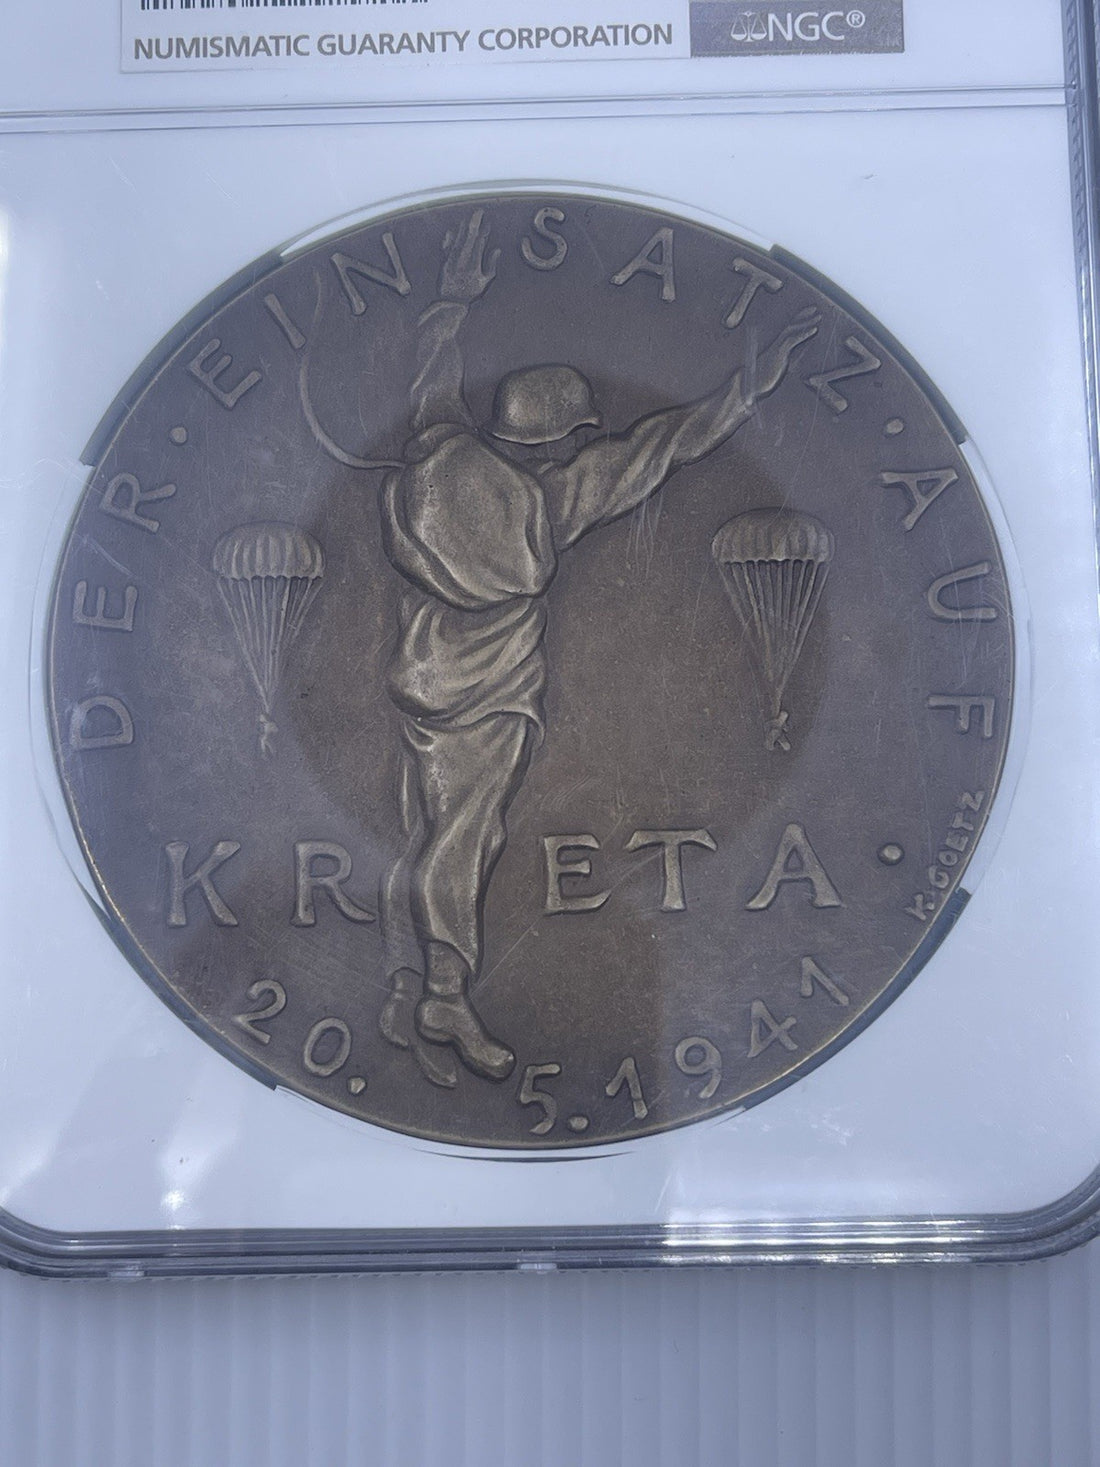 NUMISMATIC GUARANTY CORPORATION
NGC®
DER · EINSATZ · AUF
KRETA ·
K. GOETZ
20. 5. 1941